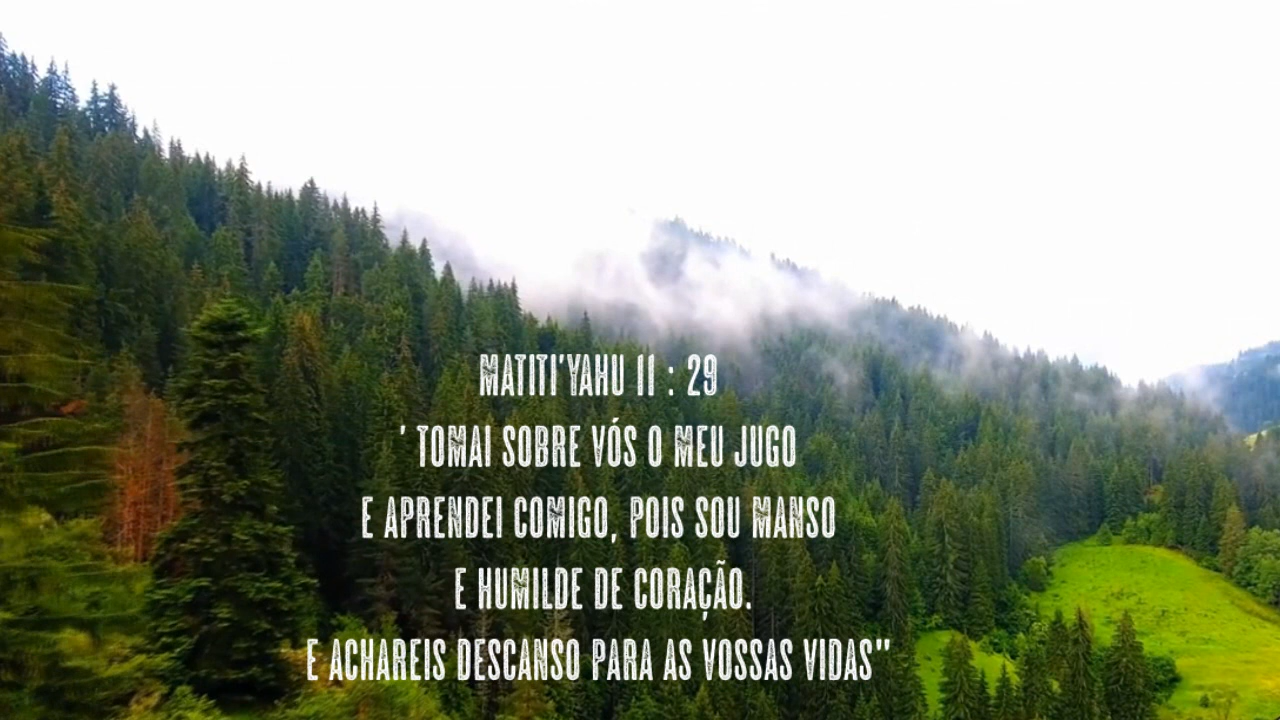 MATITI'YAHU 11 : 29
' TOMAI SOBRE VÓS O MEU JUGO
E APRENDEI COMIGO, POIS SOU MANSO
E HUMILDE DE CORAÇÃO.
E ACHAREIS DESCANSO PARA AS VOSSAS VIDAS"